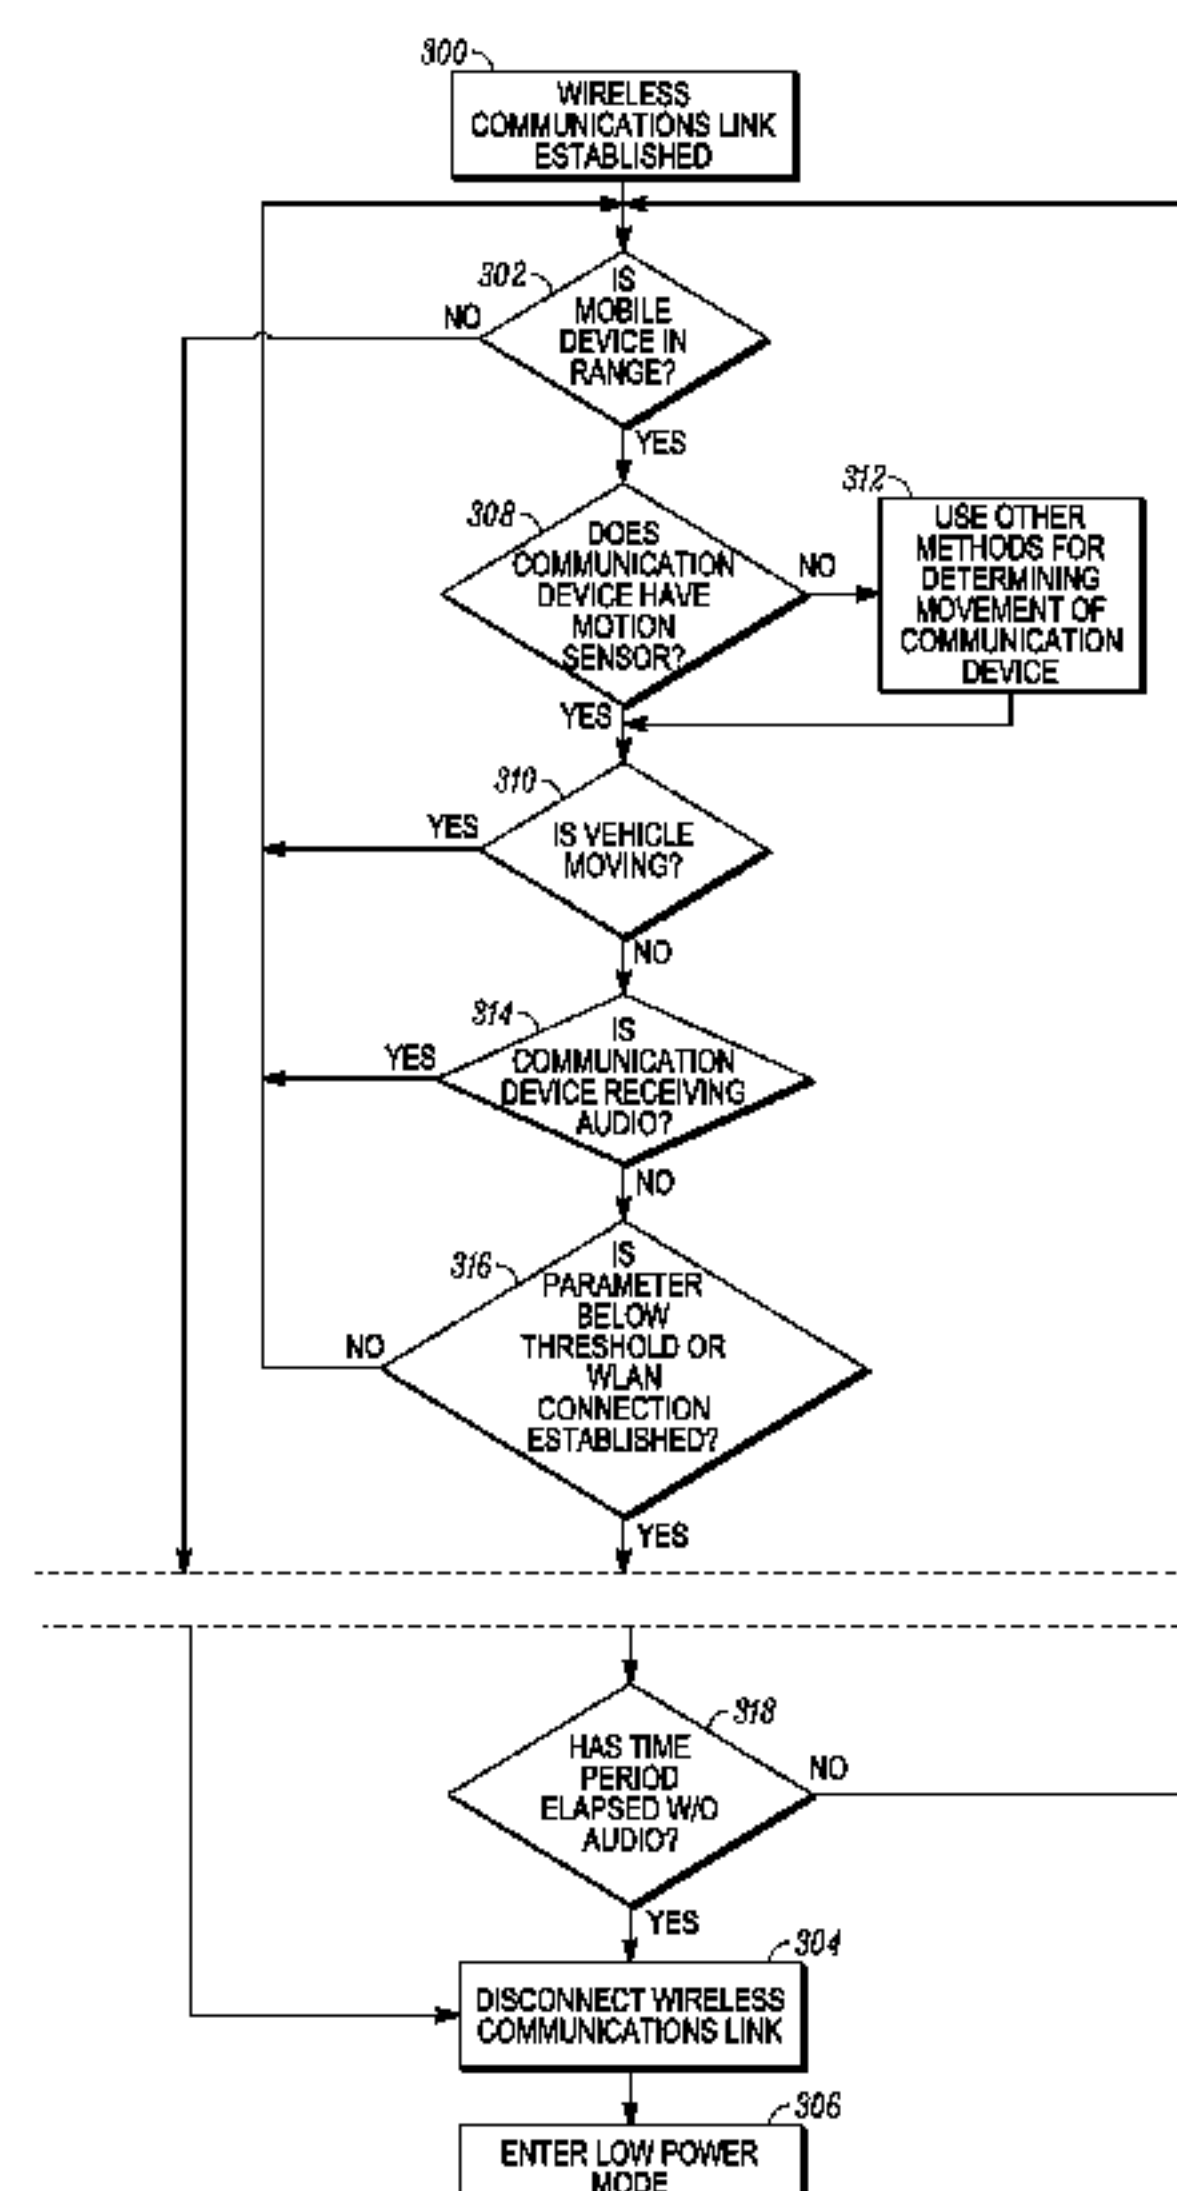 300
WIRELESS
COMMUNICATIONS LINK
ESTABLISHED
302
IS
MOBILE
DEVICE IN
RANGE?
NO
YES
308
DOES
COMMUNICATION
DEVICE HAVE
MOTION
SENSOR?
NO
312
USE OTHER
METHODS FOR
DETERMINING
MOVEMENT OF
COMMUNICATION
DEVICE
YES
310
IS VEHICLE
MOVING?
YES
NO
314
IS
COMMUNICATION
DEVICE RECEIVING
AUDIO?
YES
NO
316
IS
PARAMETER
BELOW
THRESHOLD OR
WLAN
CONNECTION
ESTABLISHED?
NO
YES
318
HAS TIME
PERIOD
ELAPSED W/O
AUDIO?
NO
YES
304
DISCONNECT WIRELESS
COMMUNICATIONS LINK
306
ENTER LOW POWER
MODE